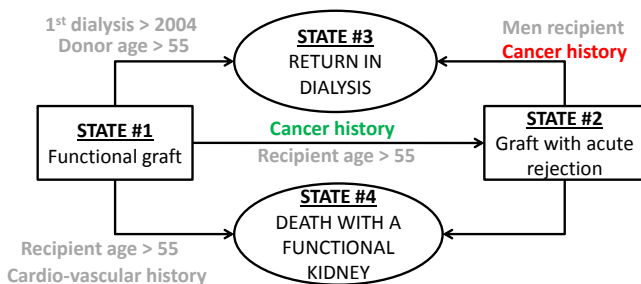 1st dialysis > 2004
Donor age > 55
STATE #3
RETURN IN
DIALYSIS
Men recipient
Cancer history
STATE #1
Functional graft
Cancer history
Recipient age > 55
STATE #2
Graft with acute
rejection
STATE #4
DEATH WITH A
FUNCTIONAL
KIDNEY
Recipient age > 55
Cardio-vascular history